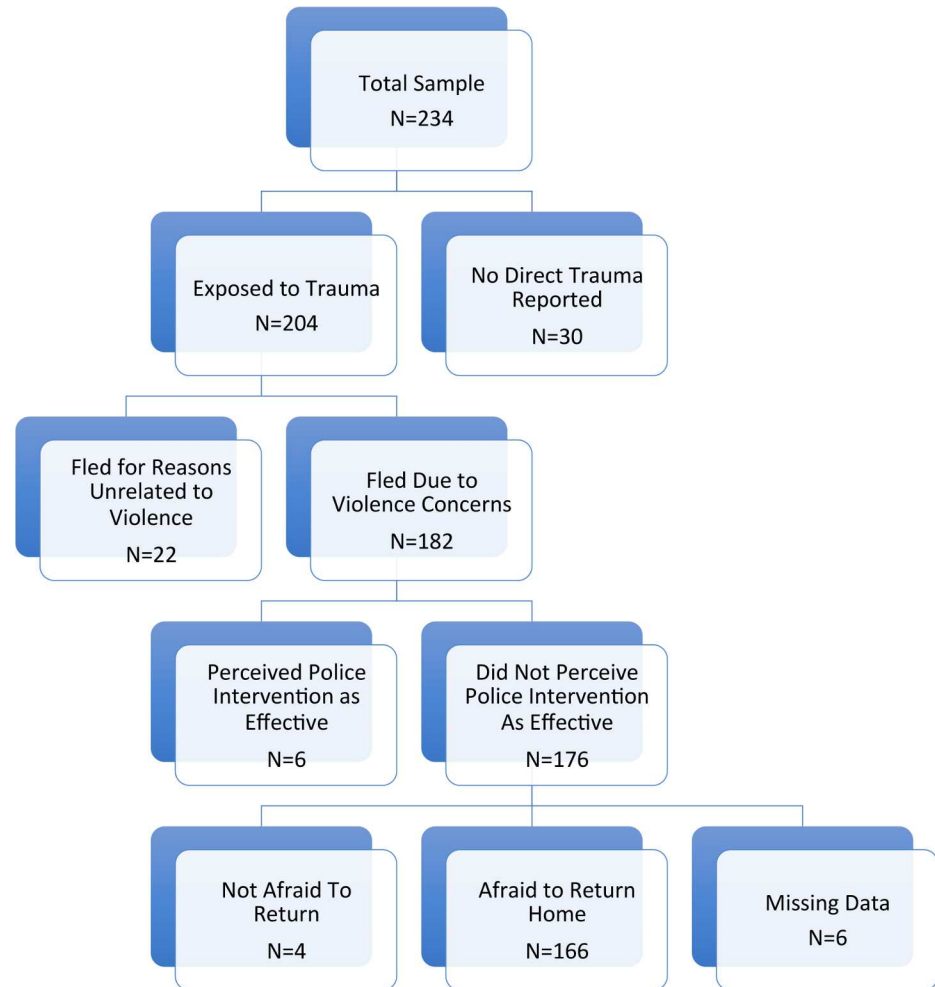 Total Sample
N=234
Exposed to Trauma
N=204
No Direct Trauma
Reported
N=30
Fled for Reasons
Unrelated to
Violence
N=22
Fled Due to
Violence Concerns
N=182
Perceived Police
Intervention as
Effective
N=6
Did Not Perceive
Police Intervention
As Effective
N=176
Not Afraid To
Return
N=4
Afraid to Return
Home
N=166
Missing Data
N=6